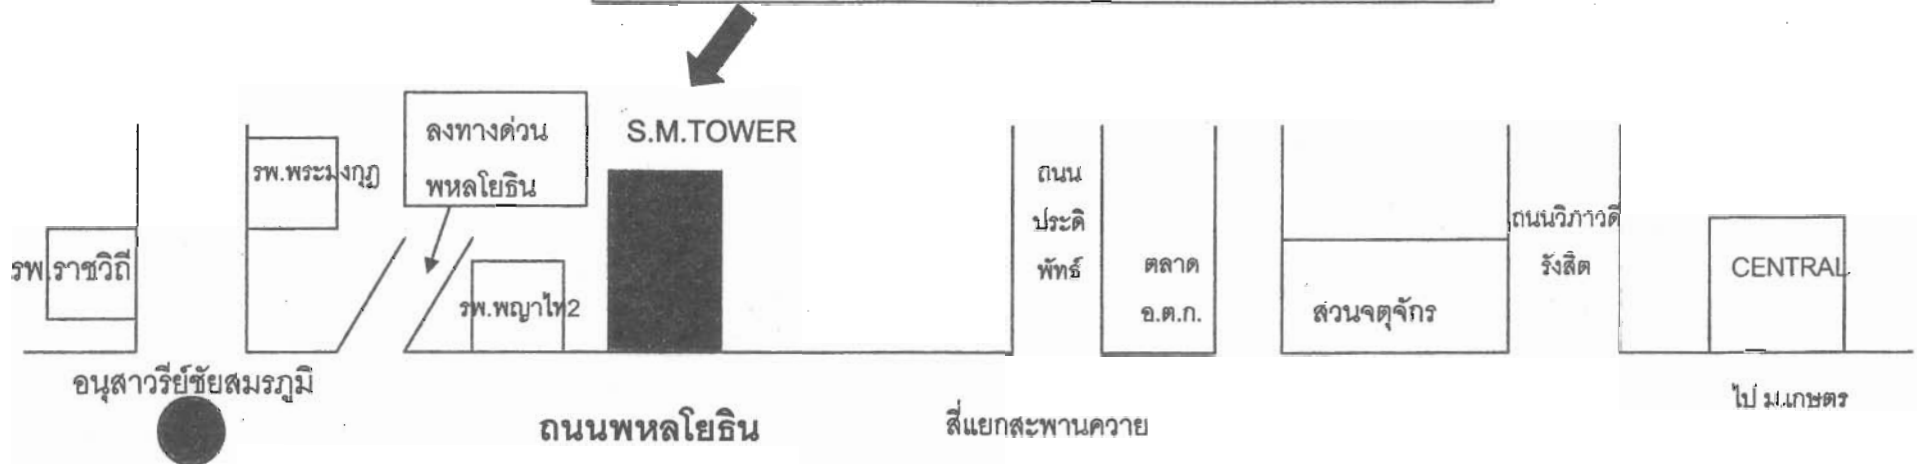 ลงทางด่วน
พหลโยธิน
S.M.TOWER
รพ.พระมงกุฎ
รพ.ราชวิถี
รพ.พญาไท2
ถนน
ประดิ
พัทธ์
ตลาด
อ.ต.ก.
สวนจตุจักร
ถนนวิภาวดี
รังสิต
CENTRAL
อนุสาวรีย์ชัยสมรภูมิ
ถนนพหลโยธิน
สี่แยกสะพานควาย
ไป ม.เกษตร